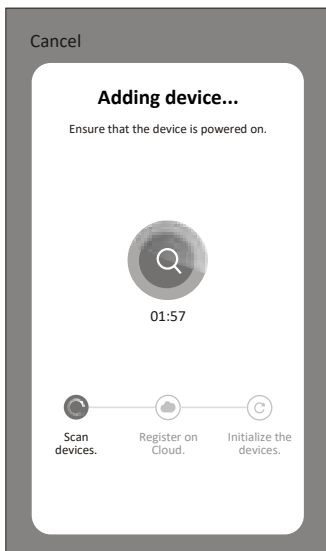 Cancel
Adding device...
Ensure that the device is powered on.
01:57
Scan
devices.
Register on
Cloud.
Initialize the
devices.